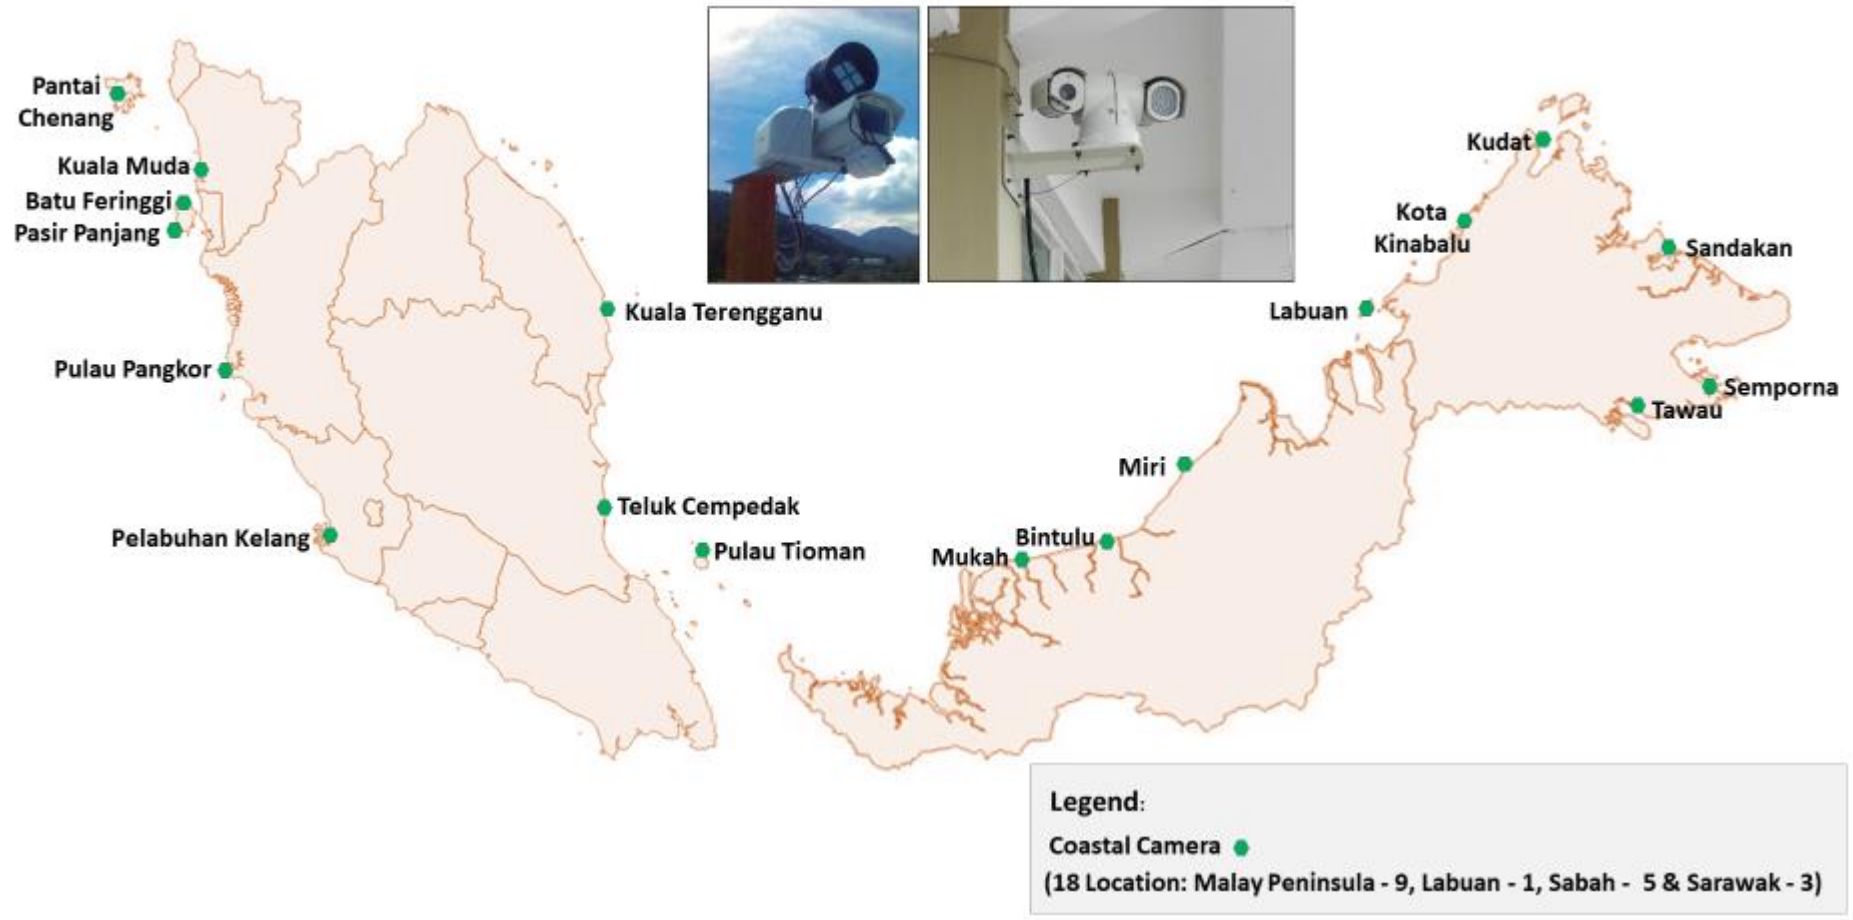 Pantai
Chenang
Kuala Muda
Batu Feringgi
Pasir Panjang
Pulau Pangkor
Pelabuhan Kelang
Kuala Terengganu
Teluk Cempedak
Pulau Tioman
Kudat
Kota
Kinabalu
Sandakan
Labuan
Semporna
Tawau
Miri
Bintulu
Mukah
Legend:
Coastal Camera
(18 Location: Malay Peninsula - 9, Labuan - 1, Sabah - 5 & Sarawak - 3)